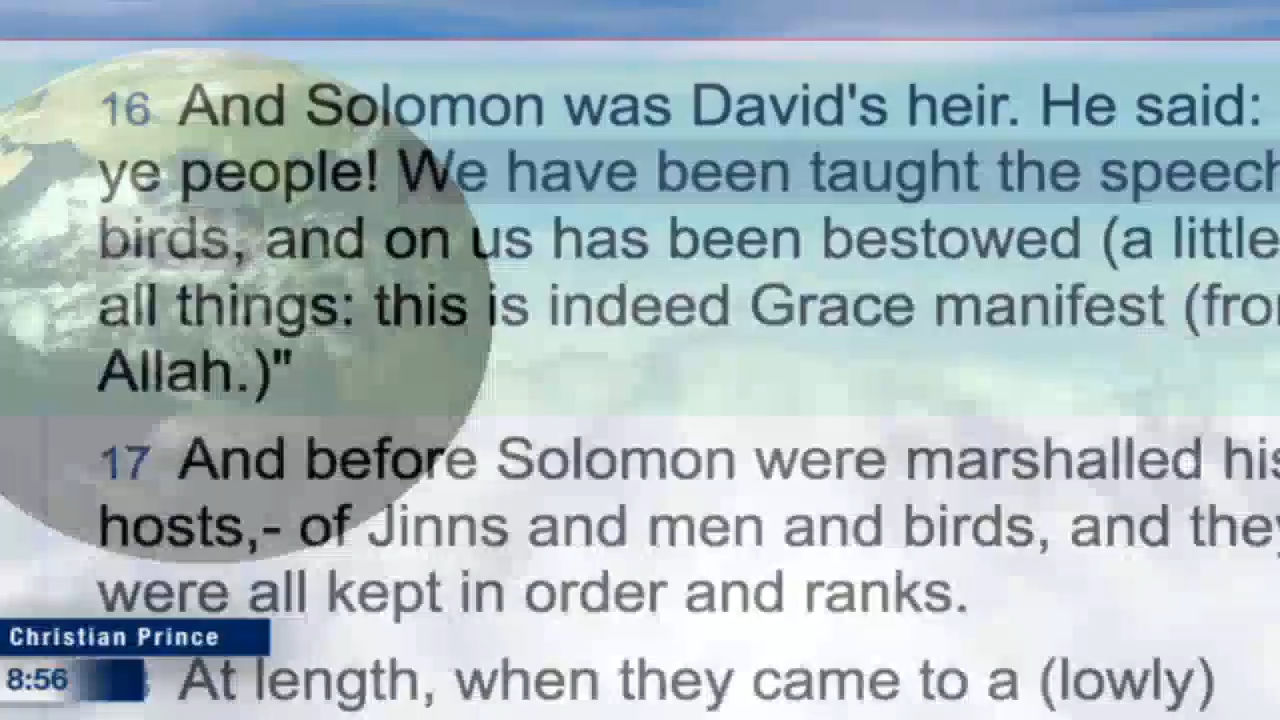 16 And Solomon was David's heir. He said:
ye people! We have been taught the speech
birds, and on us has been bestowed (a little
all things: this is indeed Grace manifest (from
Allah.)"
17 And before Solomon were marshalled his
hosts,- of Jinns and men and birds, and they
were all kept in order and ranks.
Christian Prince
8:56 At length, when they came to a (lowly)